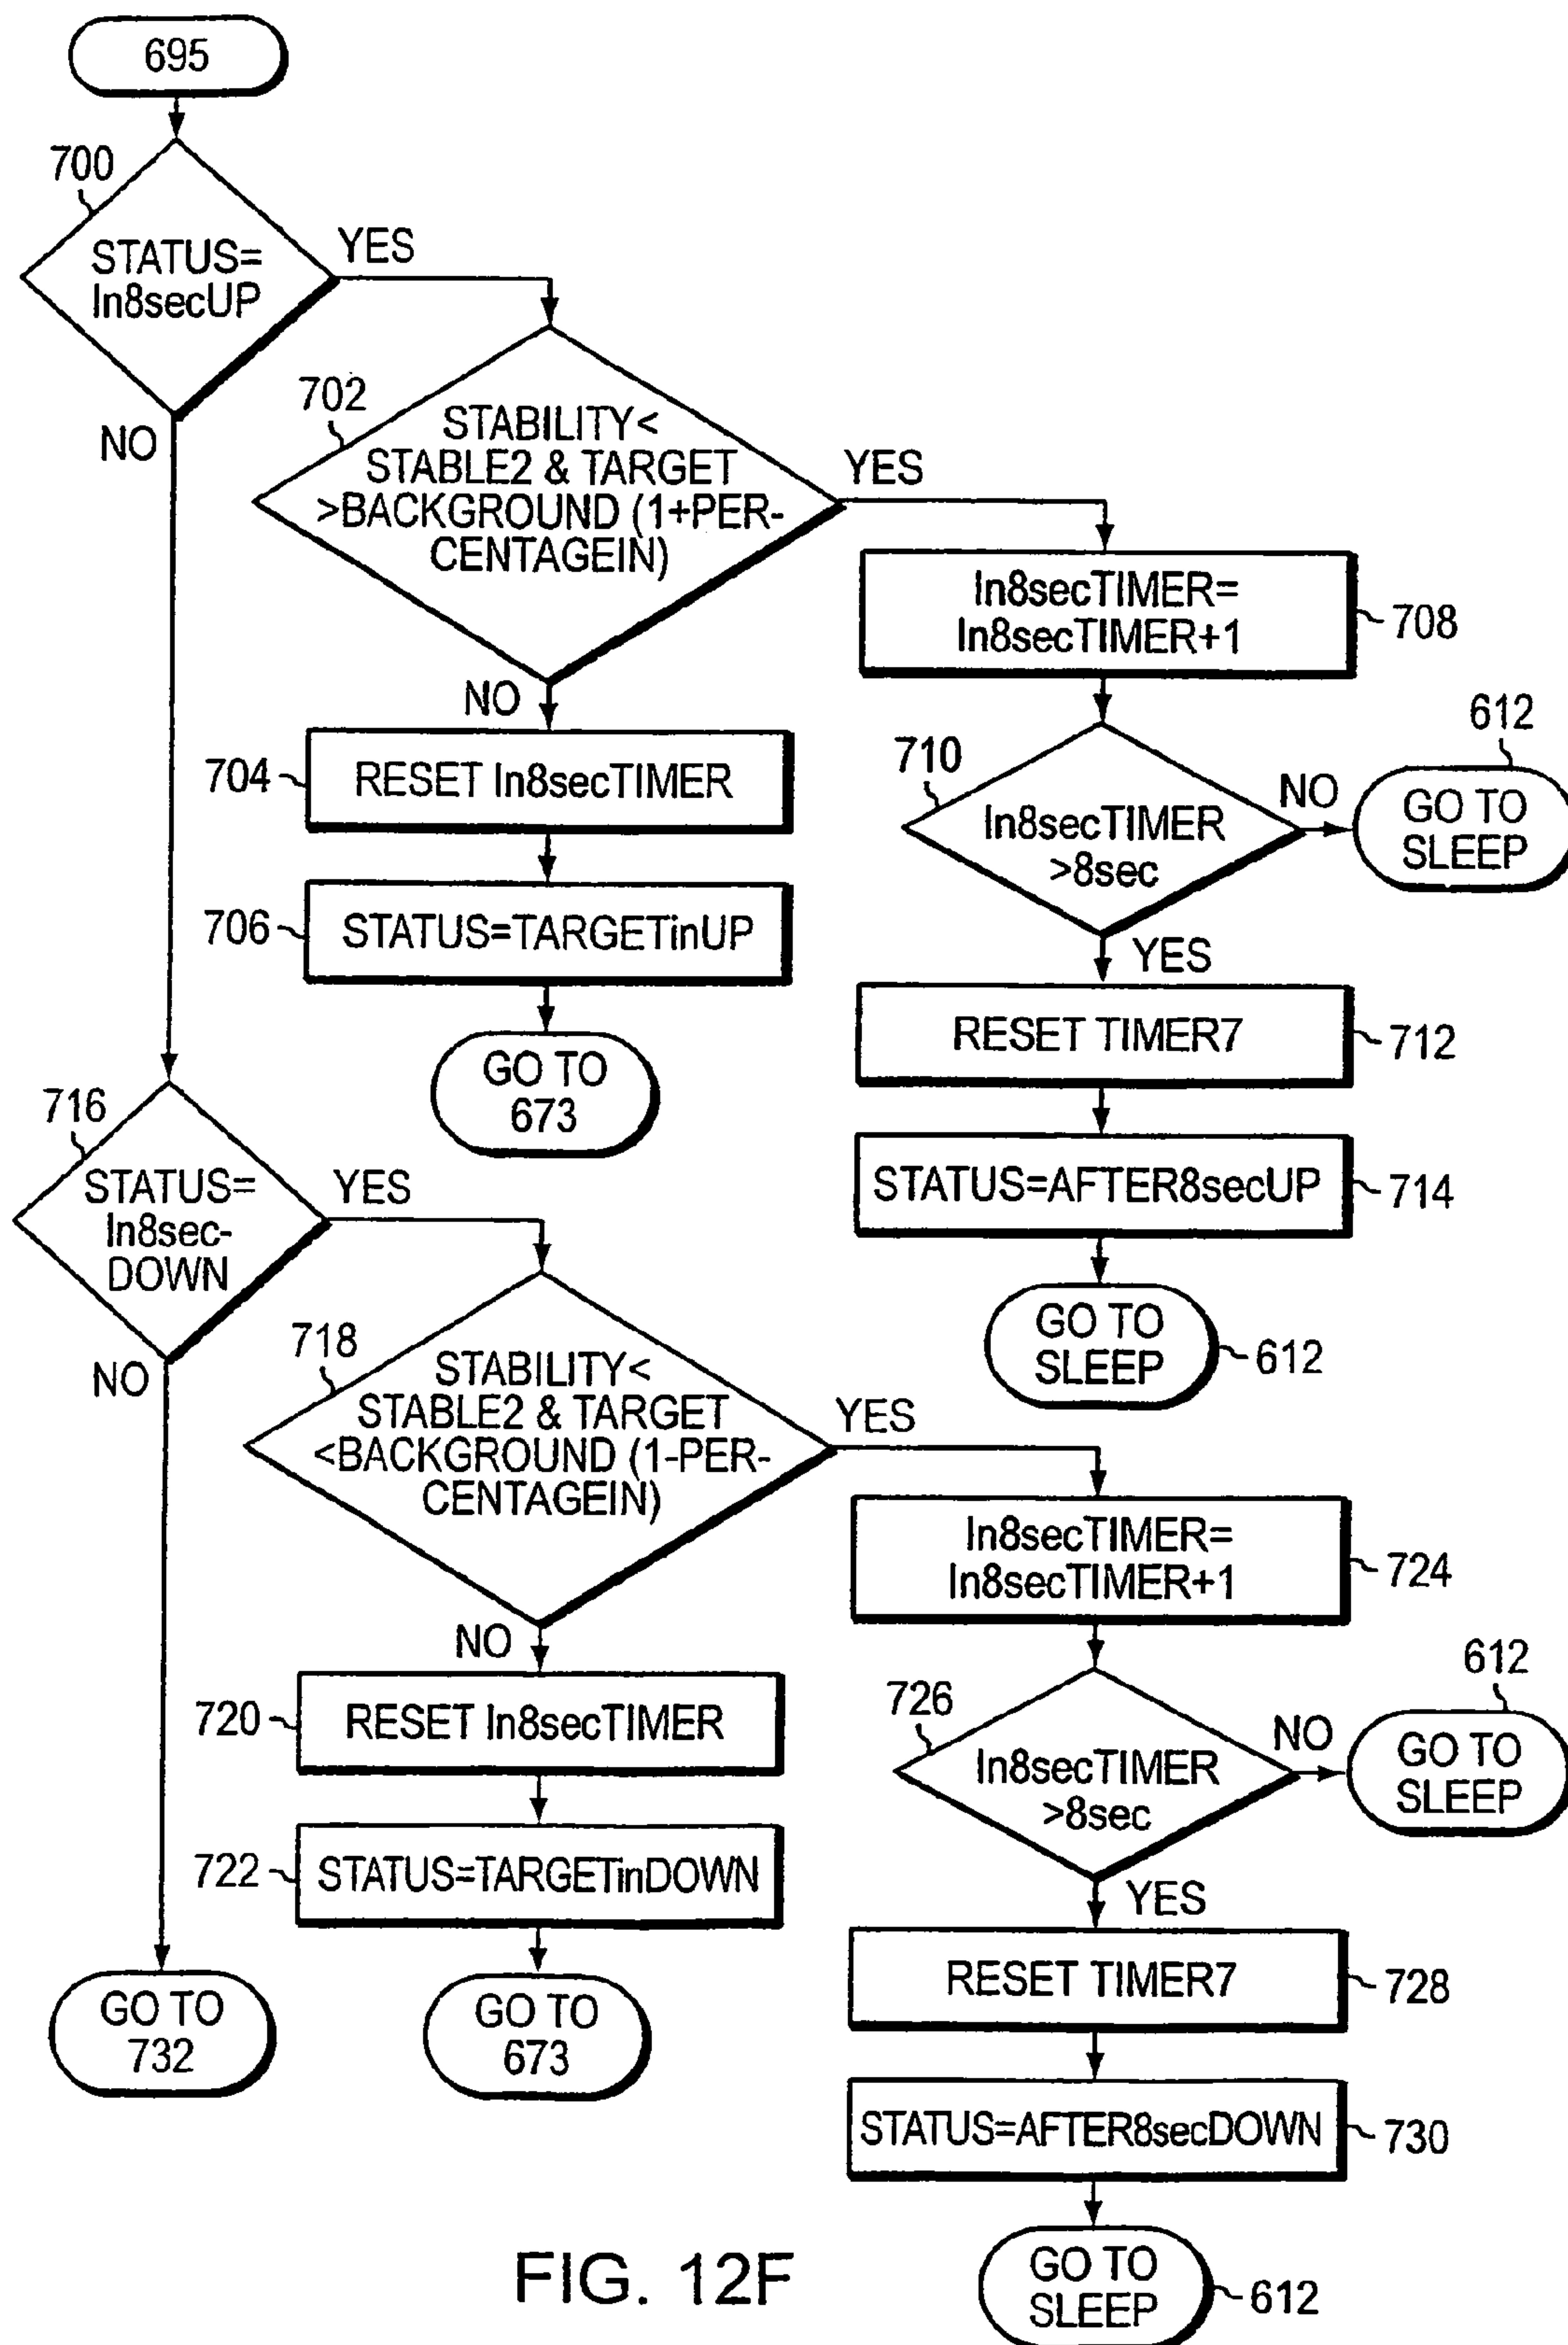 695
700
STATUS=
In8secUP
YES
NO
702
STABILITY<
STABLE2 & TARGET
>BACKGROUND (1+PER-
CENTAGEIN)
YES
NO
704
RESET In8secTIMER
706
STATUS=TARGETinUP
GO TO
673
In8secTIMER=
In8secTIMER+1
708
710
In8secTIMER
>8sec
NO
612
GO TO
SLEEP
YES
RESET TIMER7
712
STATUS=AFTER8secUP
714
GO TO
SLEEP
612
716
STATUS=
In8sec-
DOWN
YES
NO
718
STABILITY<
STABLE2 & TARGET
<BACKGROUND (1-PER-
CENTAGEIN)
YES
NO
720
RESET In8secTIMER
722
STATUS=TARGETinDOWN
GO TO
732
GO TO
673
In8secTIMER=
In8secTIMER+1
724
726
In8secTIMER
>8sec
NO
612
GO TO
SLEEP
YES
RESET TIMER7
728
STATUS=AFTER8secDOWN
730
GO TO
SLEEP
612
FIG. 12F